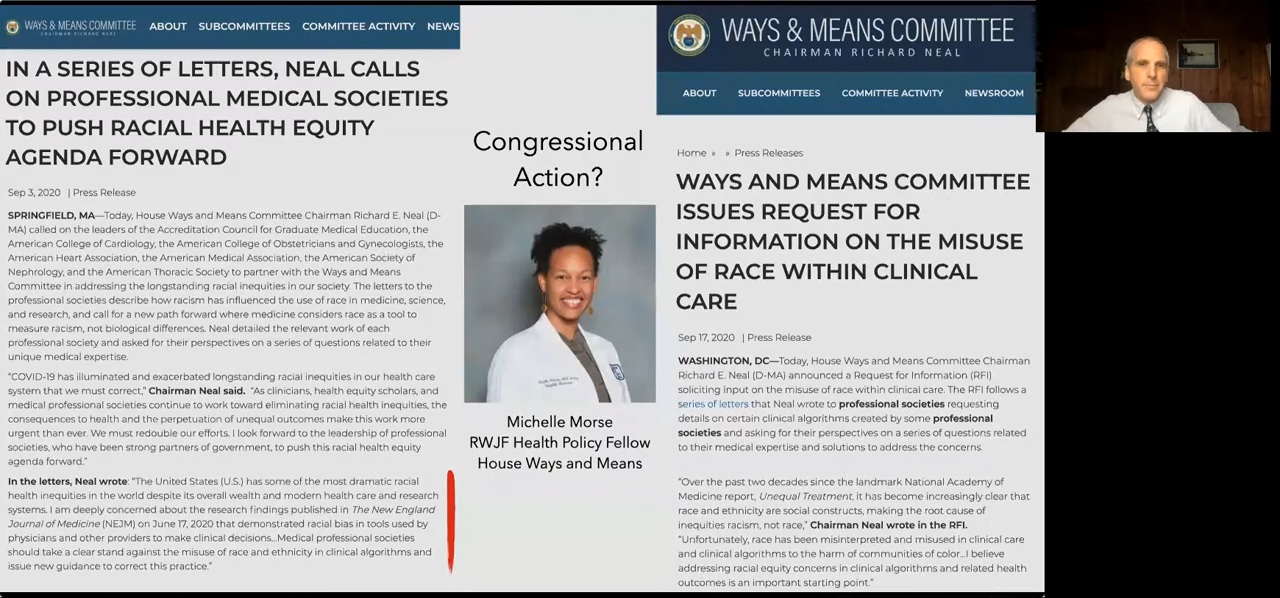 WAYS & MEANS COMMITTEE
CHAIRMAN RICHARD NEAL
ABOUT SUBCOMMITTEES COMMITTEE ACTIVITY NEWS
IN A SERIES OF LETTERS, NEAL CALLS
ON PROFESSIONAL MEDICAL SOCIETIES
TO PUSH RACIAL HEALTH EQUITY
AGENDA FORWARD
Sep 3, 2020 | Press Release
SPRINGFIELD, MA—Today, House Ways and Means Committee Chairman Richard E. Neal (D-
MA) called on the leaders of the Accreditation Council for Graduate Medical Education, the
American College of Cardiology, the American College of Obstetricians and Gynecologists, the
American Heart Association, the American Medical Association, the American Society of
Nephrology, and the American Thoracic Society to partner with the Ways and Means
Committee in addressing the longstanding racial inequities in our society. The letters to the
professional societies describe how racism has influenced the use of race in medicine, science,
and research, and call for a new path forward where medicine considers race as a tool to
measure racism, not biological differences. Neal detailed the relevant work of each
professional society and asked for their perspectives on a series of questions related to their
unique medical expertise.
“COVID-19 has illuminated and exacerbated longstanding racial inequities in our health care
system that we must correct,” Chairman Neal said. “As clinicians, health equity scholars, and
medical professional societies continue to work toward eliminating racial health inequities, the
consequences to health and the perpetuation of unequal outcomes make this work more
urgent than ever. We must redouble our efforts. I look forward to the leadership of professional
societies, who have been strong partners of government, to push this racial health equity
agenda forward.”
In the letters, Neal wrote: “The United States (U.S.) has some of the most dramatic racial
health inequities in the world despite its overall wealth and modern health care and research
systems. I am deeply concerned about the research findings published in The New England
Journal of Medicine (NEJM) on June 17, 2020 that demonstrated racial bias in tools used by
physicians and other providers to make clinical decisions...Medical professional societies
should take a clear stand against the misuse of race and ethnicity in clinical algorithms and
issue new guidance to correct this practice.”
Congressional
Action?
Michelle Morse
RWJF Health Policy Fellow
House Ways and Means
WAYS & MEANS COMMITTEE
CHAIRMAN RICHARD NEAL
ABOUT SUBCOMMITTEES COMMITTEE ACTIVITY NEWSROOM
Home » » Press Releases
WAYS AND MEANS COMMITTEE
ISSUES REQUEST FOR
INFORMATION ON THE MISUSE
OF RACE WITHIN CLINICAL
CARE
Sep 17, 2020 | Press Release
WASHINGTON, DC—Today, House Ways and Means Committee Chairman
Richard E. Neal (D-MA) announced a Request for Information (RFI)
soliciting input on the misuse of race within clinical care. The RFI follows a
series of letters that Neal wrote to professional societies requesting
details on certain clinical algorithms created by some professional
societies and asking for their perspectives on a series of questions related
to their medical expertise and solutions to address the concerns.
“Over the past two decades since the landmark National Academy of
Medicine report, Unequal Treatment, it has become increasingly clear that
race and ethnicity are social constructs, making the root cause of
inequities racism, not race,” Chairman Neal wrote in the RFI.
“Unfortunately, race has been misinterpreted and misused in clinical care
and clinical algorithms to the harm of communities of color...I believe
addressing racial equity concerns in clinical algorithms and related health
outcomes is an important starting point.”